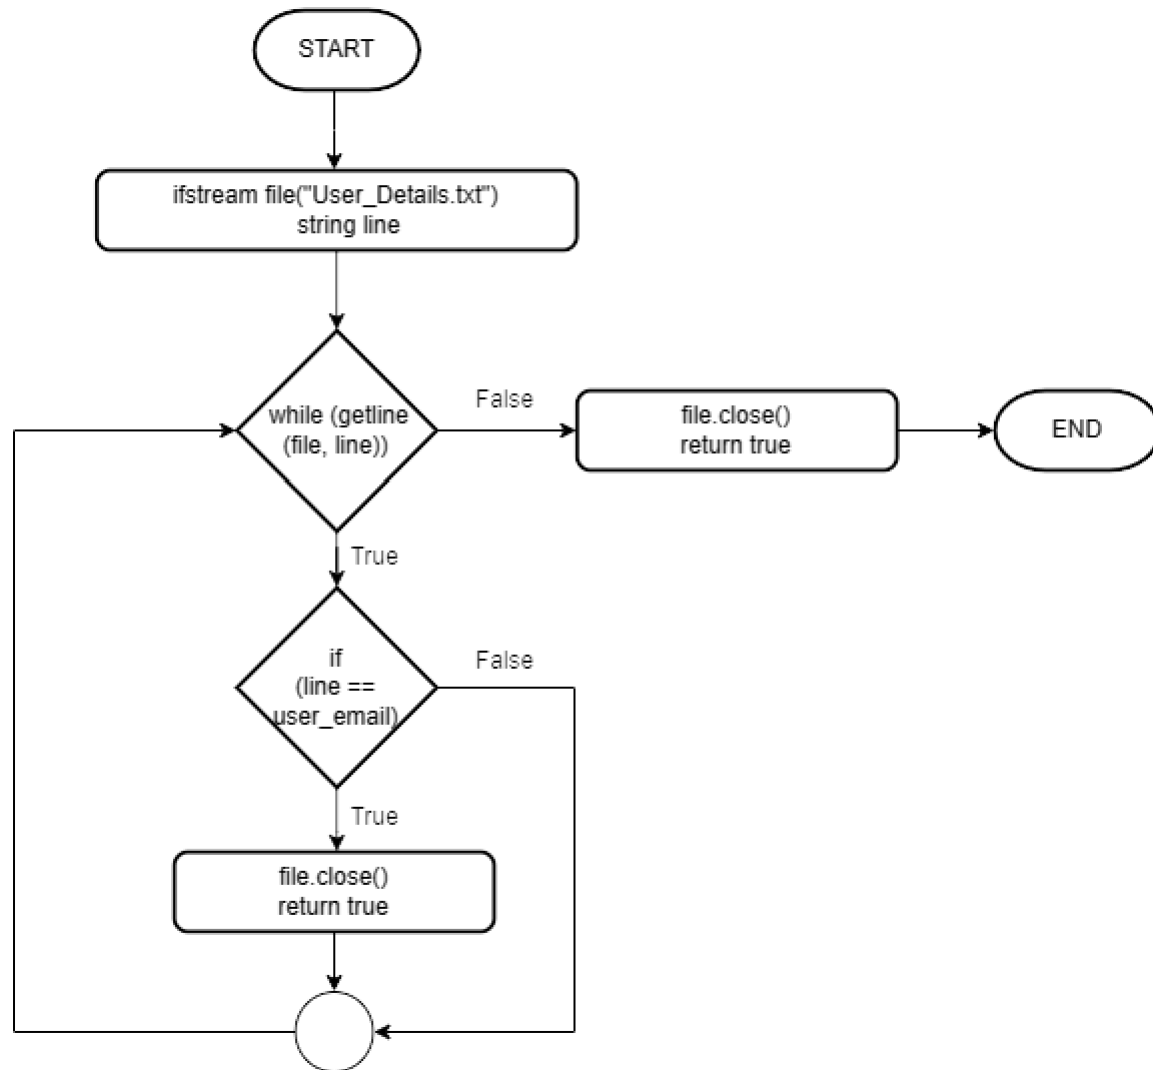 START
ifstream file("User_Details.txt")
string line
while (getline
(file, line))
False
file.close()
return true
END
True
if
(line ==
user_email)
False
True
file.close()
return true